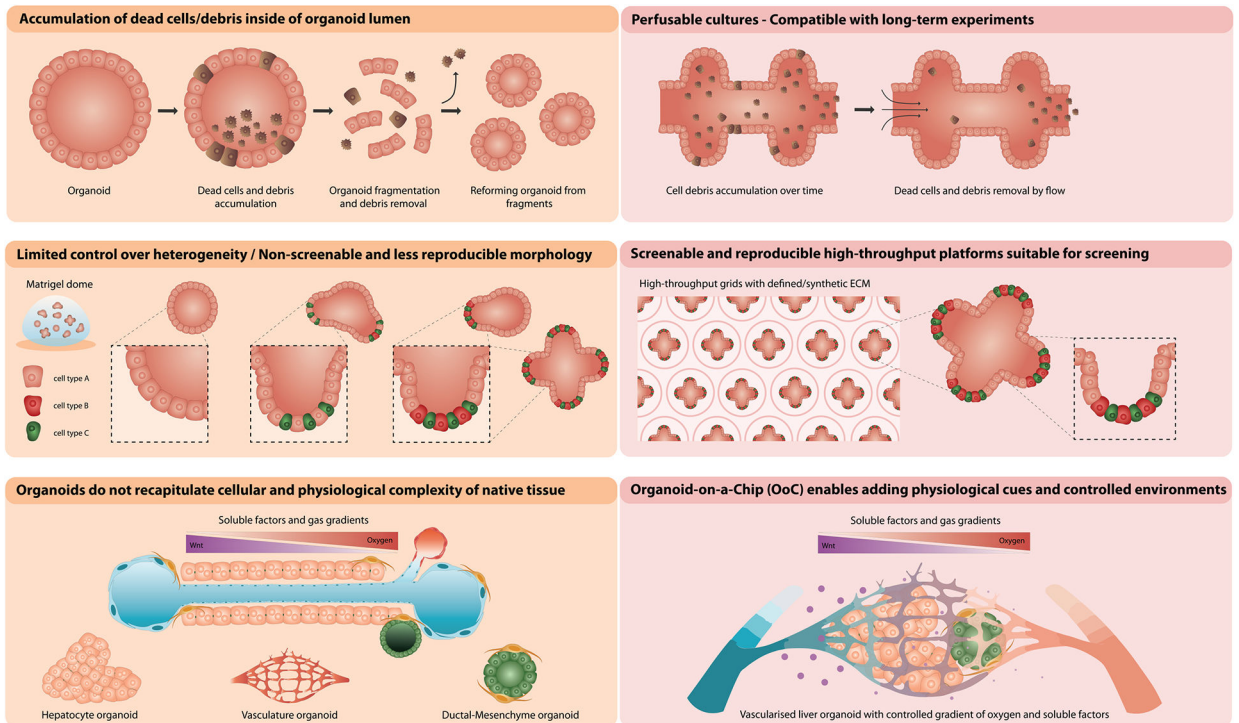 Accumulation of dead cells/debris inside of organoid lumen
Organoid
Dead cells and debris
accumulation
Organoid fragmentation
and debris removal
Reforming organoid from
fragments
Perfusable cultures - Compatible with long-term experiments
Cell debris accumulation over time
Dead cells and debris removal by flow
Limited control over heterogeneity / Non-screenable and less reproducible morphology
Matrigel dome
cell type A
cell type B
cell type C
Screenable and reproducible high-throughput platforms suitable for screening
High-throughput grids with defined/synthetic ECM
Organoids do not recapitulate cellular and physiological complexity of native tissue
Soluble factors and gas gradients
Wnt
Oxygen
Hepatocyte organoid
Vasculature organoid
Ductal-Mesenchyme organoid
Organoid-on-a-Chip (OoC) enables adding physiological cues and controlled environments
Soluble factors and gas gradients
Wnt
Oxygen
Vascularised liver organoid with controlled gradient of oxygen and soluble factors